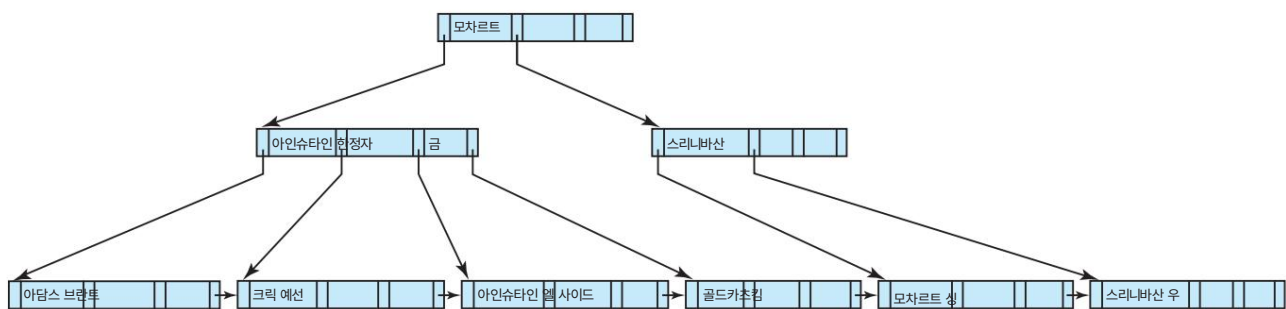 모차르트
아인슈타인 한정자 금
스리니바산
아담스 브란트
크릭 예선
아인슈타인 엘 사이드
골드카츠킴
모차르트 싱
스리니바산 우